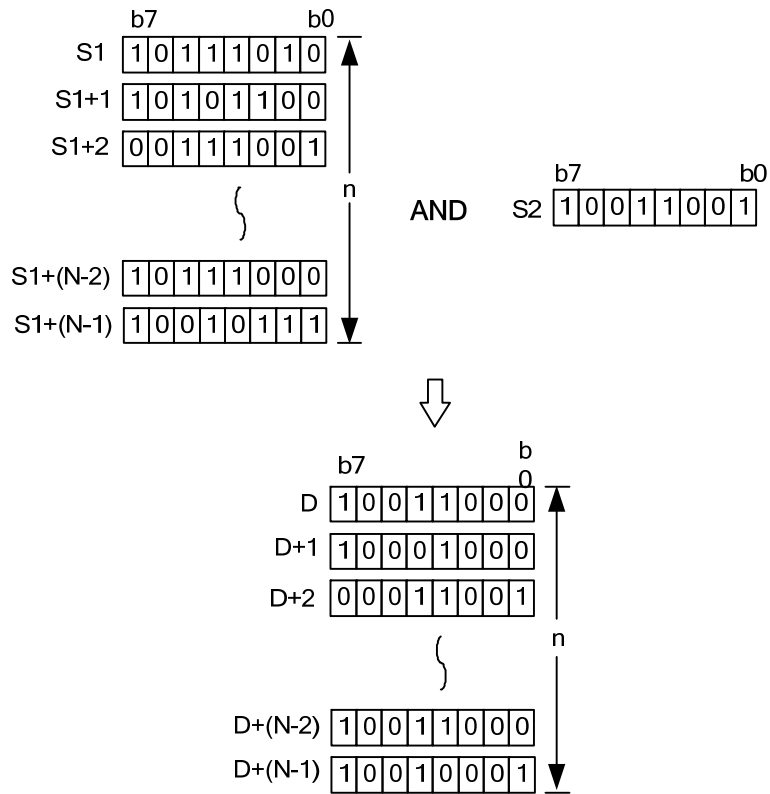 b7 b0
S1 1 0 1 1 1 0 1 0
S1+1 1 0 1 0 1 1 0 0
S1+2 0 0 1 1 1 0 0 1
n
S1+(N-2) 1 0 1 1 1 0 0 0
S1+(N-1) 1 0 0 1 0 1 1 1
AND
b7 b0
S2 1 0 0 1 1 0 0 1
b7 b
0
D 1 0 0 1 1 0 0 0
D+1 1 0 0 0 1 0 0 0
D+2 0 0 0 1 1 0 0 1
n
D+(N-2) 1 0 0 1 1 0 0 0
D+(N-1) 1 0 0 1 0 0 0 1